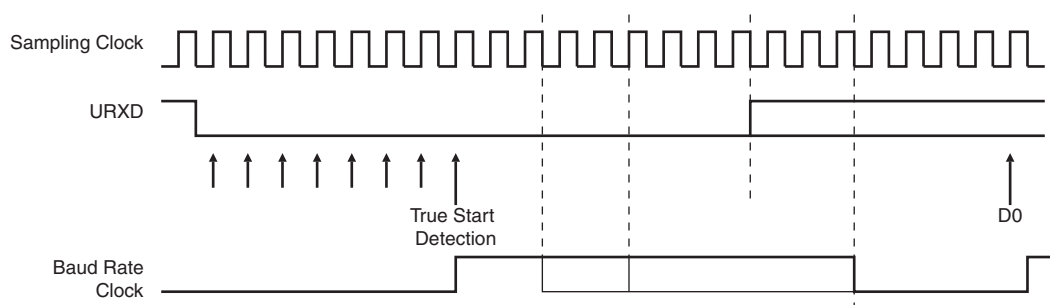 Sampling Clock
URXD
True Start
Detection
D0
Baud Rate
Clock